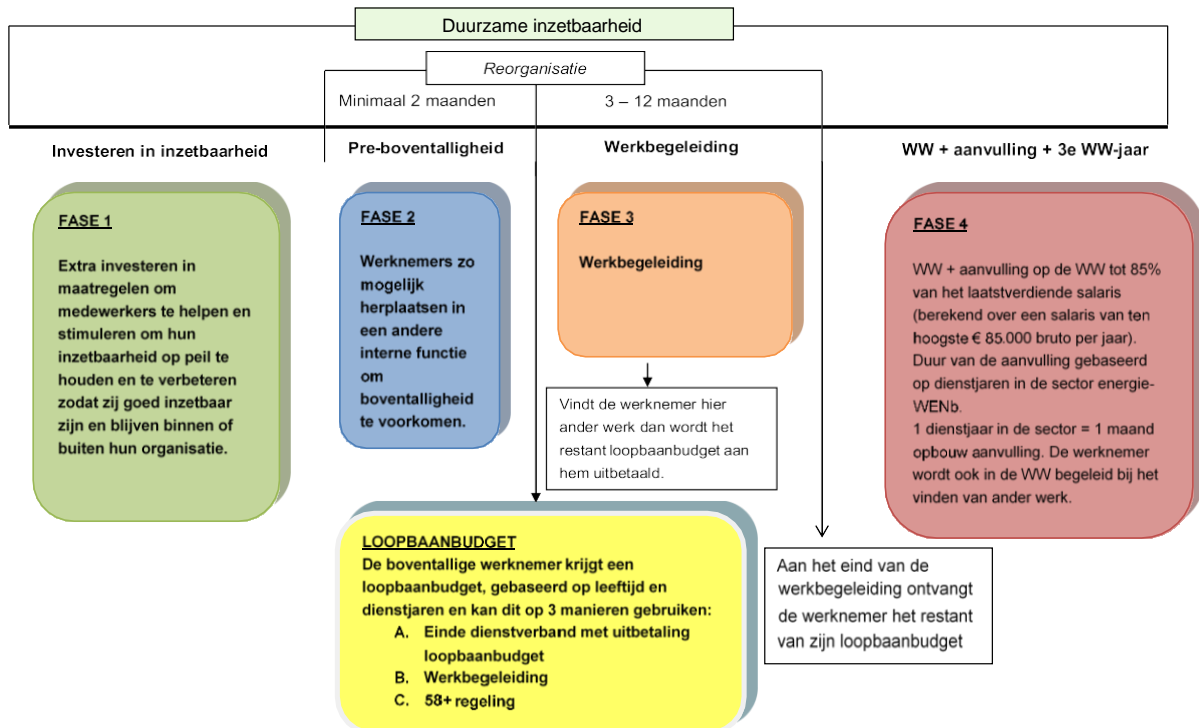 Duurzame inzetbaarheid
Reorganisatie
Minimaal 2 maanden
3 – 12 maanden
Investeren in inzetbaarheid
Pre-boventalligheid
Werkbegeleiding
WW + aanvulling + 3e WW-jaar
FASE 1
Extra investeren in
maatregelen om
medewerkers te helpen en
stimuleren om hun
inzetbaarheid op peil te
houden en te verbeteren
zodat zij goed inzetbaar
zijn en blijven binnen of
buiten hun organisatie.
FASE 2
Werknemers zo
mogelijk
herplaatsen in
een andere
interne functie
om
boventalligheid
te voorkomen.
FASE 3
Werkbegeleiding
Vindt de werknemer hier
ander werk dan wordt het
restant loopbaanbudget aan
hem uitbetaald.
FASE 4
WW + aanvulling op de WW tot 85%
van het laatstverdiende salaris
(berekend over een salaris van ten
hoogste € 85.000 bruto per jaar).
Duur van de aanvulling gebaseerd
op dienstjaren in de sector energie-
WENb.
1 dienstjaar in de sector = 1 maand
opbouw aanvulling. De werknemer
wordt ook in de WW begeleid bij het
vinden van ander werk.
LOOPBAANBUDGET
De boventallige werknemer krijgt een
loopbaanbudget, gebaseerd op leeftijd en
dienstjaren en kan dit op 3 manieren gebruiken:
A. Einde dienstverband met uitbetaling
loopbaanbudget
B. Werkbegeleiding
C. 58+ regeling
Aan het eind van de
werkbegeleiding ontvangt
de werknemer het restant
van zijn loopbaanbudget